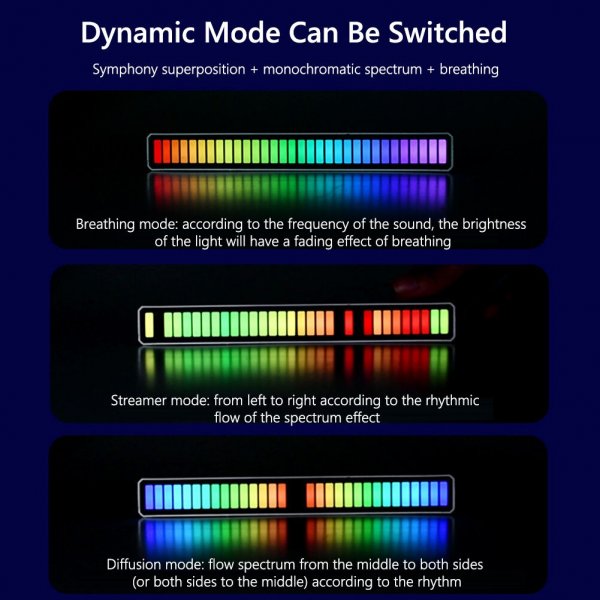 Dynamic Mode Can Be Switched
Symphony superposition + monochromatic spectrum + breathing
Breathing mode: according to the frequency of the sound, the brightness
of the light will have a fading effect of breathing
Streamer mode: from left to right according to the rhythmic
flow of the spectrum effect
Diffusion mode: flow spectrum from the middle to both sides
(or both sides to the middle) according to the rhythm